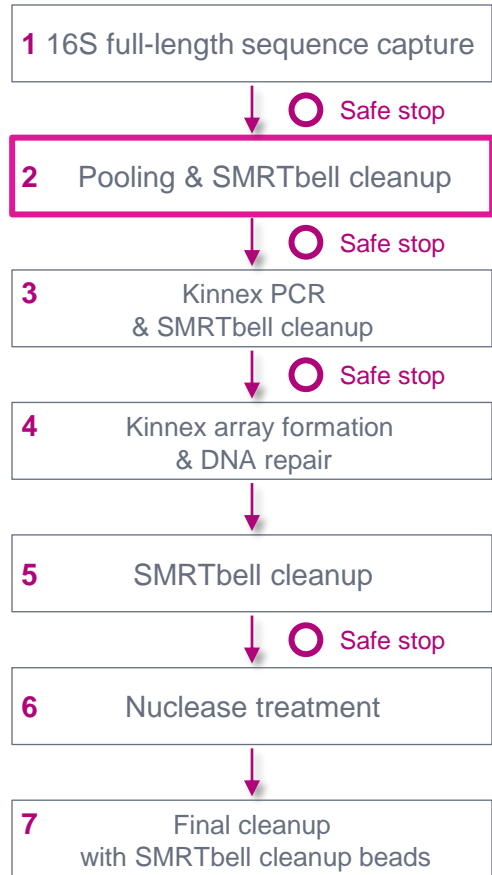 1 16S full-length sequence capture
Safe stop
2 Pooling & SMRTbell cleanup
Safe stop
3 Kinnex PCR
& SMRTbell cleanup
Safe stop
4 Kinnex array formation
& DNA repair
5 SMRTbell cleanup
Safe stop
6 Nuclease treatment
7 Final cleanup
with SMRTbell cleanup beads